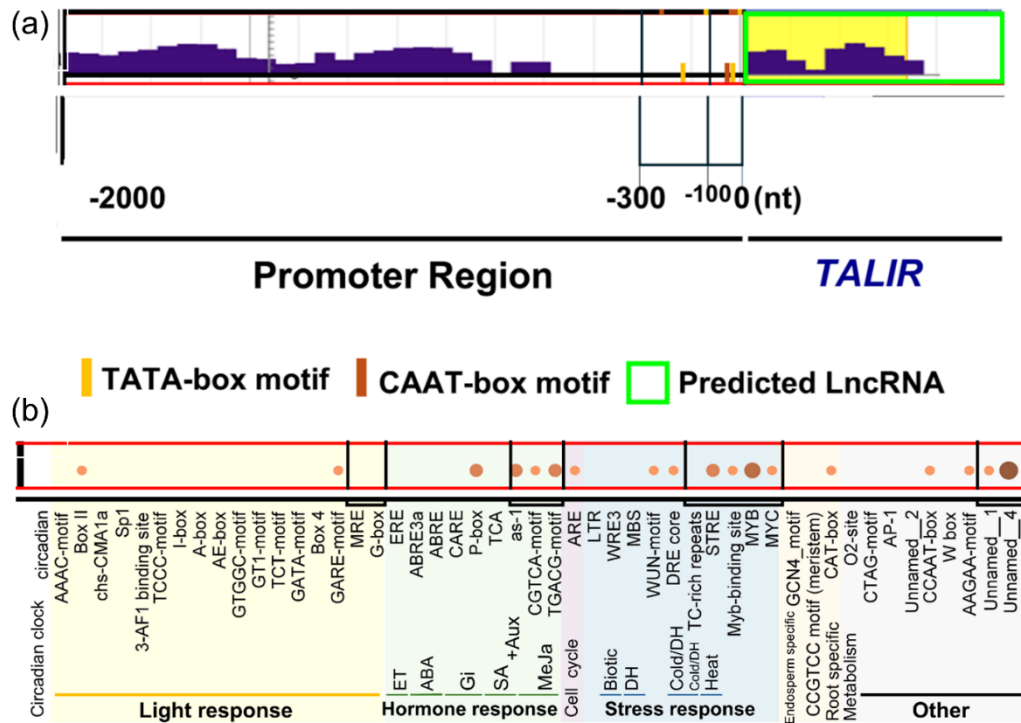 (a)
-2000
-300
-100
0 (nt)
Promoter Region
TALIR
TATA-box motif
CAAT-box motif
Predicted LncRNA
(b)
circadian
AAAC-motif
Box II
chs-CMA1a
Sp1
3-AF1 binding site
TCCC-motif
I-box
A-box
AE-box
GTGGC-motif
GT1-motif
TCT-motif
GATA-motif
Box 4
GARE-motif
MRE
G-box
ERE
ABRE3a
ABRE
CARE
P-box
TCA
as-1
CGTCA-motif
TGACG-motif
ARE
LTR
WRE3
MBS
WUN-motif
DRE core
TC-rich repeats
STRE
Myb-binding site
MYB
MYC
GCN4_motif
CCGTCC motif (meristem)
CAT-box
O2-site
CTAG-motif
AP-1
Unnamed__2
CCAAT-box
W box
AAGAA-motif
Unnamed_1
Unnamed_4
Circadian clock
ET
ABA
Gi
SA
+Aux
MeJa
Cell cycle
Biotic
DH
Cold/DH
Cold/DH
Heat
Endosperm specific
Root specific
Metabolism
Light response
Hormone response
Stress response
Other